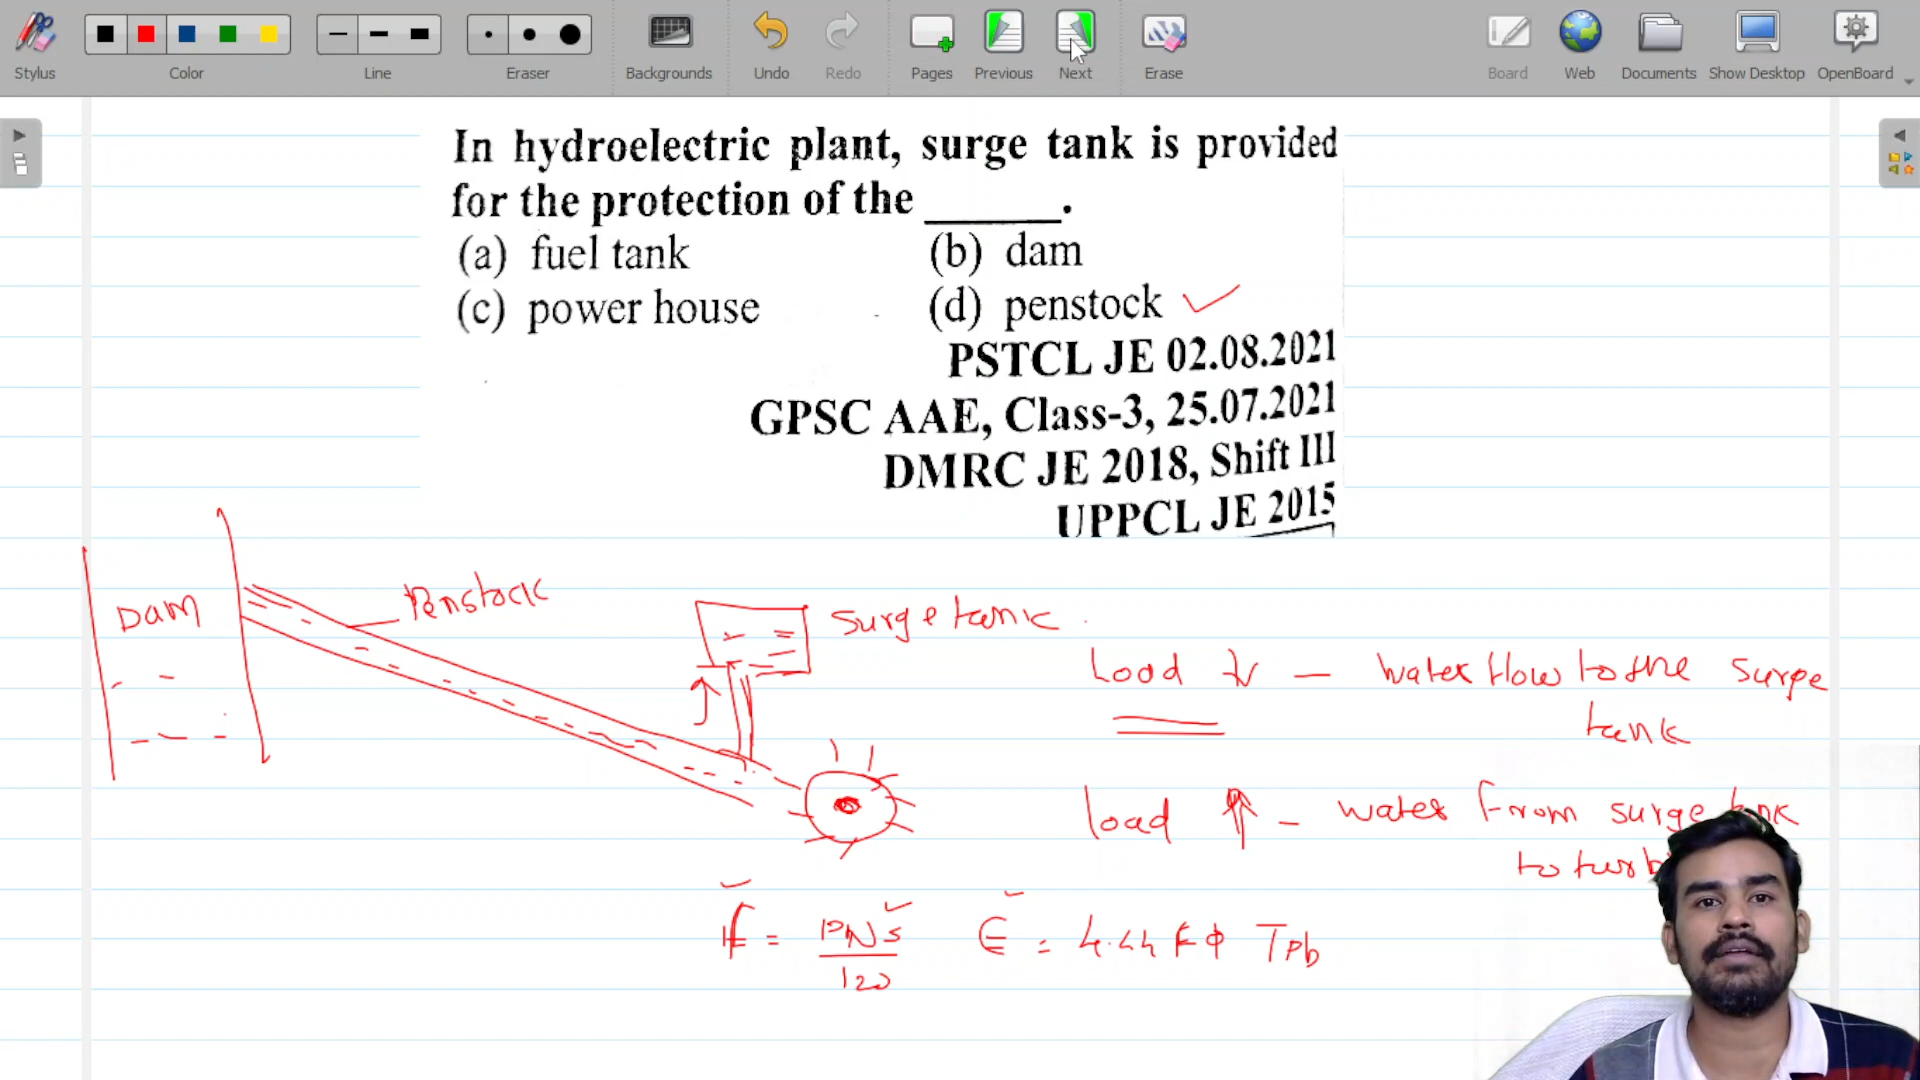 Stylus Color Line Eraser Backgrounds Undo Redo Pages Previous Next Erase Board Web Documents Show Desktop OpenBoard
In hydroelectric plant, surge tank is provided
for the protection of the ______.
(a) fuel tank (b) dam
(c) power house (d) penstock
PSTCL JE 02.08.2021
GPSC AAE, Class-3, 25.07.2021
DMRC JE 2018, Shift III
UPPCL JE 2015
Dam
Penstock
Surge tank
Load ↓ — water flow to the surge
tank
load ↑ — water from surge tank
to
f = PNs
120
E = 4.44 f φ Tph